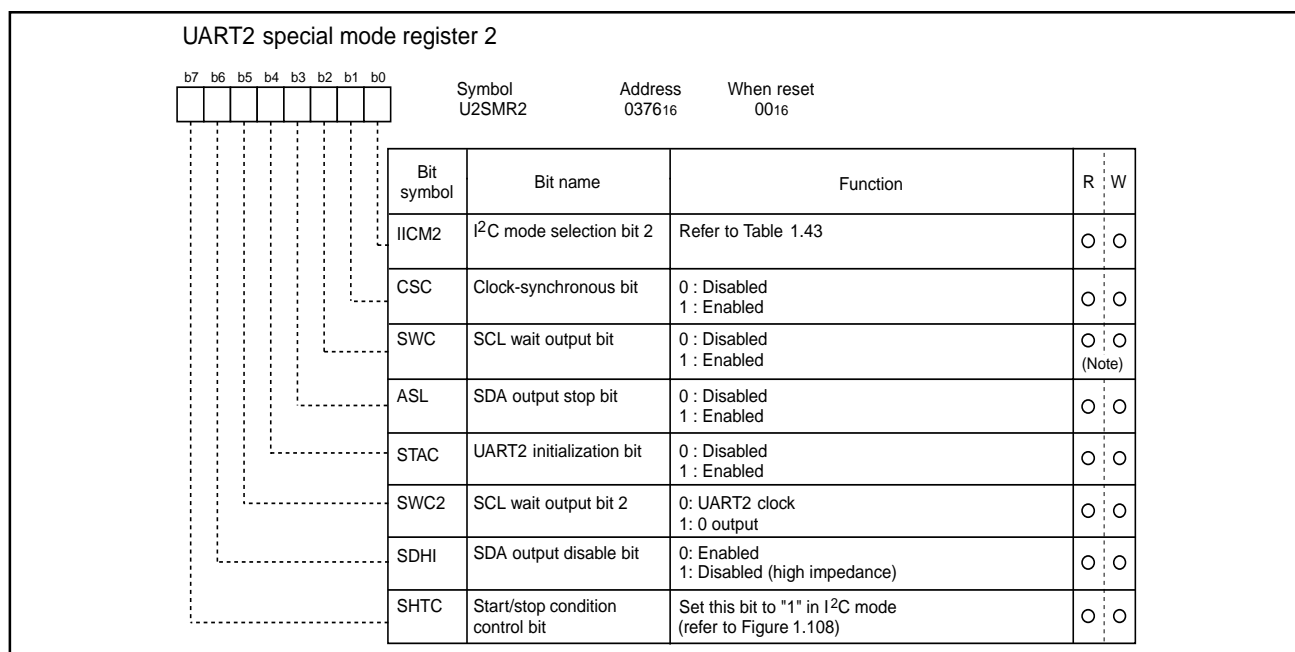 UART2 special mode register 2
b7 b6 b5 b4 b3 b2 b1 b0
Symbol Address When reset
U2SMR2 037616 0016
Bit symbol Bit name Function R W
IICM2 I2C mode selection bit 2 Refer to Table 1.43 O O
CSC Clock-synchronous bit 0 : Disabled
1 : Enabled O O
SWC SCL wait output bit 0 : Disabled
1 : Enabled O O
(Note)
ASL SDA output stop bit 0 : Disabled
1 : Enabled O O
STAC UART2 initialization bit 0 : Disabled
1 : Enabled O O
SWC2 SCL wait output bit 2 0: UART2 clock
1: 0 output O O
SDHI SDA output disable bit 0: Enabled
1: Disabled (high impedance) O O
SHTC Start/stop condition control bit Set this bit to "1" in I2C mode
(refer to Figure 1.108) O O